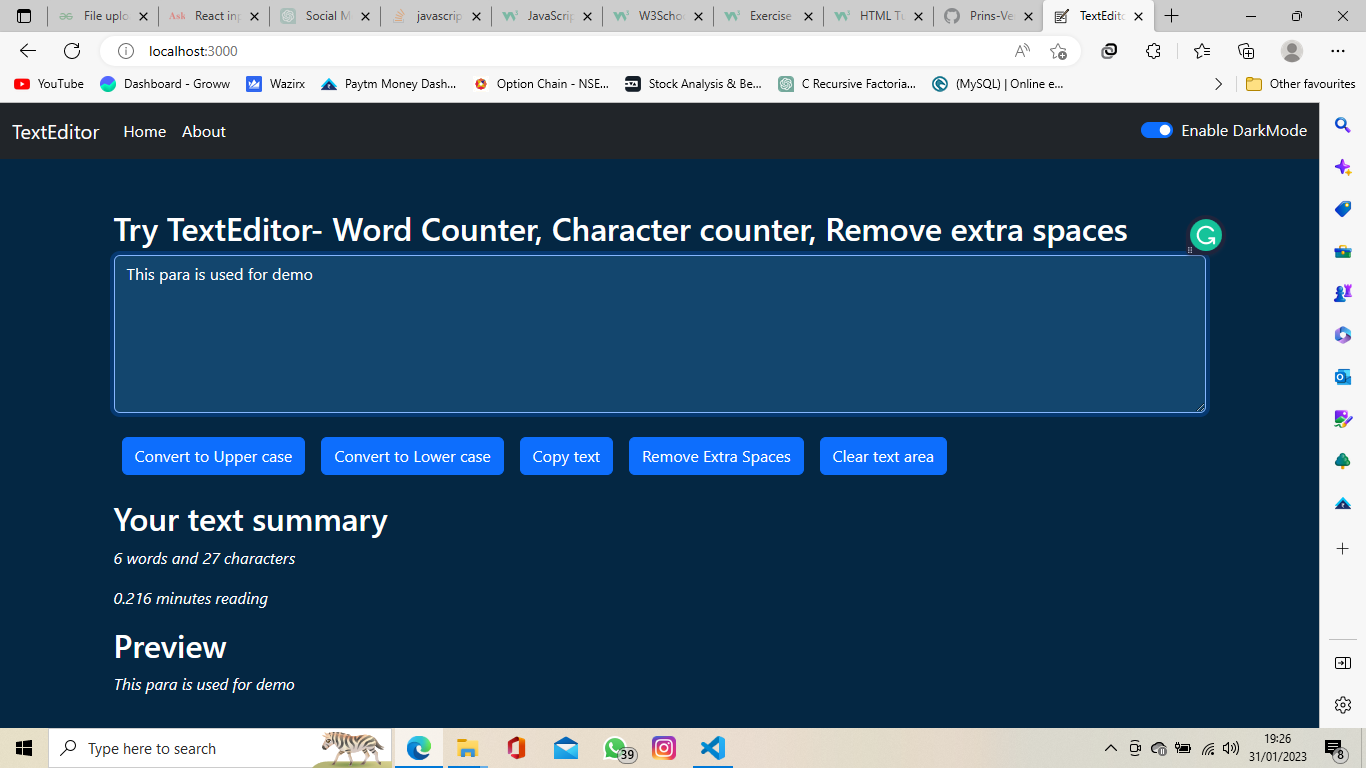 File uplo
Ask React inp
Social M
javascrip
JavaScrip
W3Scho
Exercise
HTML Tu
Prins-Ve
TextEdito
localhost:3000
YouTube
Dashboard - Groww
Wazirx
Paytm Money Dash...
Option Chain - NSE...
Stock Analysis & Be...
C Recursive Factoria...
(MySQL) | Online e...
Other favourites
TextEditor Home About Enable DarkMode
Try TextEditor- Word Counter, Character counter, Remove extra spaces
This para is used for demo
Convert to Upper case Convert to Lower case Copy text Remove Extra Spaces Clear text area
Your text summary
6 words and 27 characters
0.216 minutes reading
Preview
This para is used for demo
Type here to search
39
19:26
31/01/2023
8